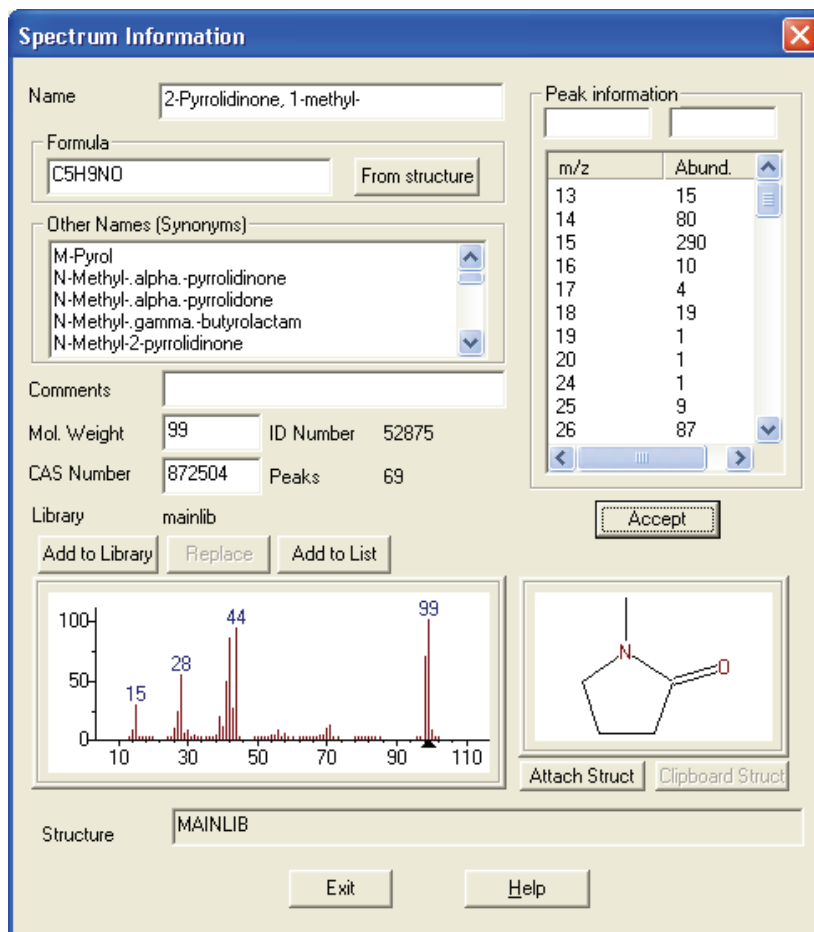 Spectrum Information
Name
2-Pyrrolidinone, 1-methyl-
Formula
C5H9NO
From structure
Other Names (Synonyms)
M-Pyrol
N-Methyl-.alpha.-pyrrolidinone
N-Methyl-.alpha.-pyrrolidone
N-Methyl-.gamma.-butyrolactam
N-Methyl-2-pyrrolidinone
Comments
Mol. Weight 99 ID Number 52875
CAS Number 872504 Peaks 69
Library mainlib
Add to Library Replace Add to List
Peak information
m/z Abund.
13 15
14 80
15 290
16 10
17 4
18 19
19 1
20 1
24 1
25 9
26 87
Accept
100
50
0
15
28
44
99
10 30 50 70 90 110
N
O
Attach Struct Clipboard Struct
Structure MAINLIB
Exit Help